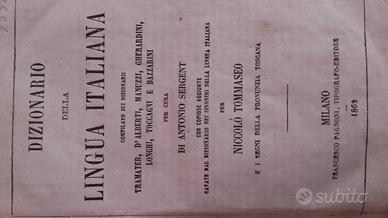 DIZIONARIO
DELLA
LINGUA ITALIANA
COMPILATO SUI DIZIONARII
TRAMATER, D'ALBERTI, MANUZZI, GHERARDINI,
LONGHI, TOCCAGNI E BAZZARINI
PER CURA
DI ANTONIO SERGENT
CON COPIOSE AGGIUNTE
CAVATE DAL DIZIONARIO DEI SINONIMI DELLA LINGUA ITALIANA
PER
NICCOLÒ TOMMASEO
E I SEGNI DELLA PRONUNZIA TOSCANA
MILANO
FRANCESCO PAGNONI, TIPOGRAFO-EDITORE
1862
subito